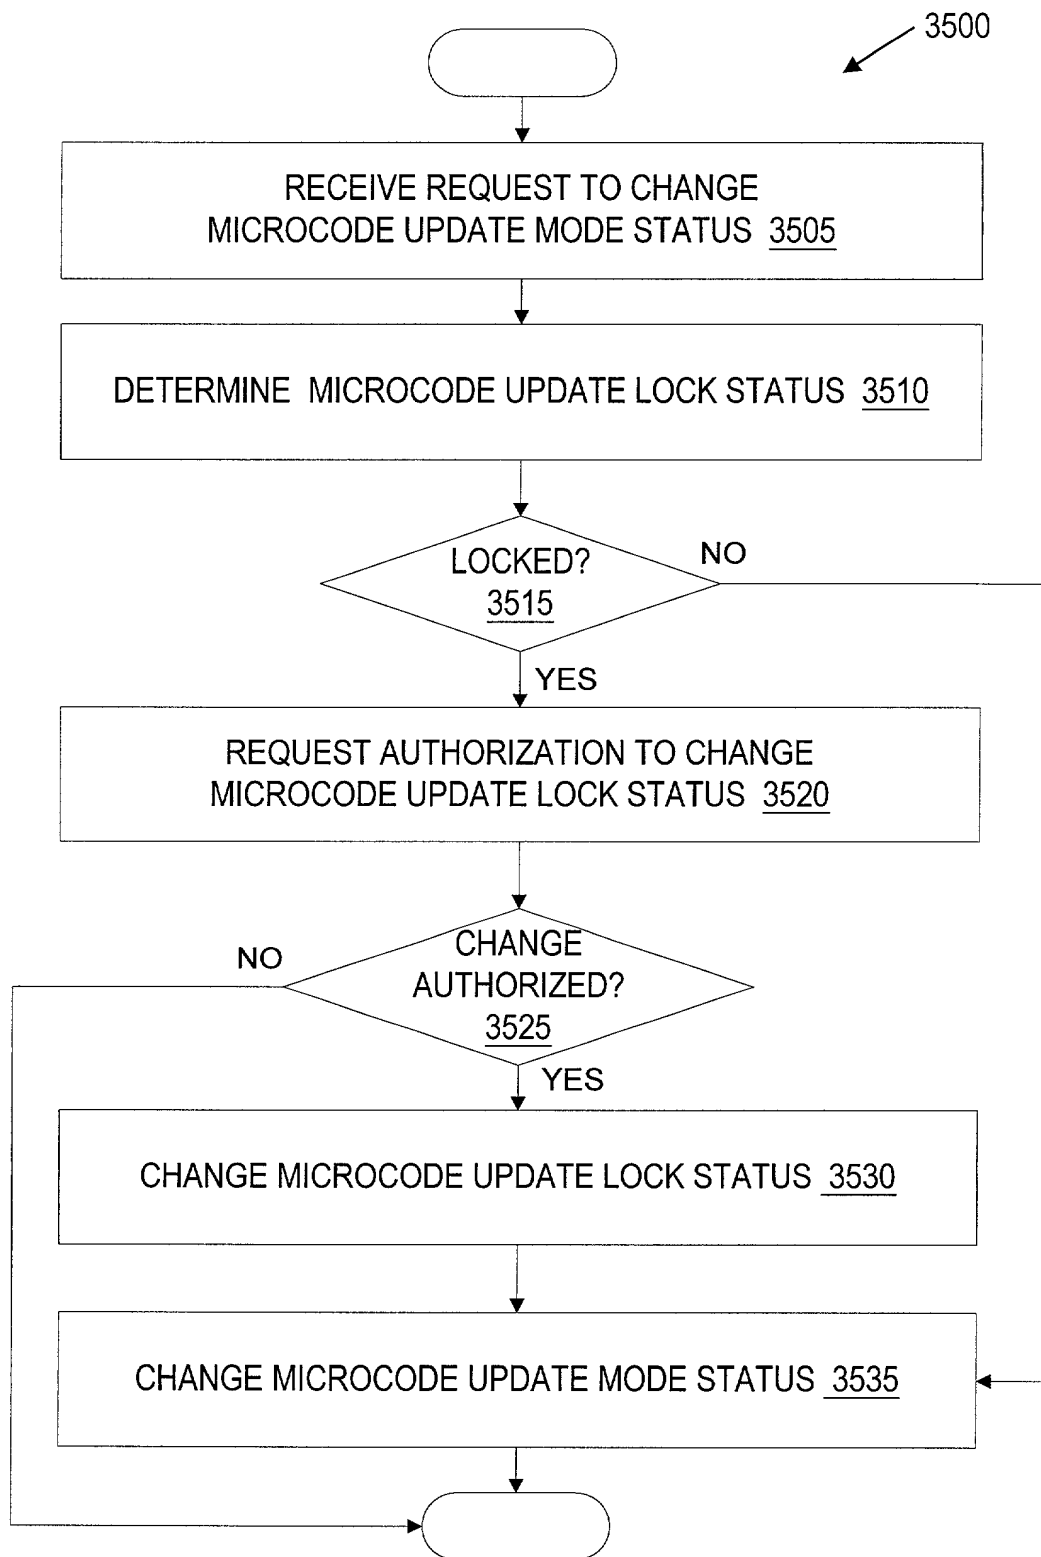 3500
RECEIVE REQUEST TO CHANGE
MICROCODE UPDATE MODE STATUS 3505
DETERMINE MICROCODE UPDATE LOCK STATUS 3510
LOCKED?
3515
NO
YES
REQUEST AUTHORIZATION TO CHANGE
MICROCODE UPDATE LOCK STATUS 3520
NO
CHANGE
AUTHORIZED?
3525
YES
CHANGE MICROCODE UPDATE LOCK STATUS 3530
CHANGE MICROCODE UPDATE MODE STATUS 3535